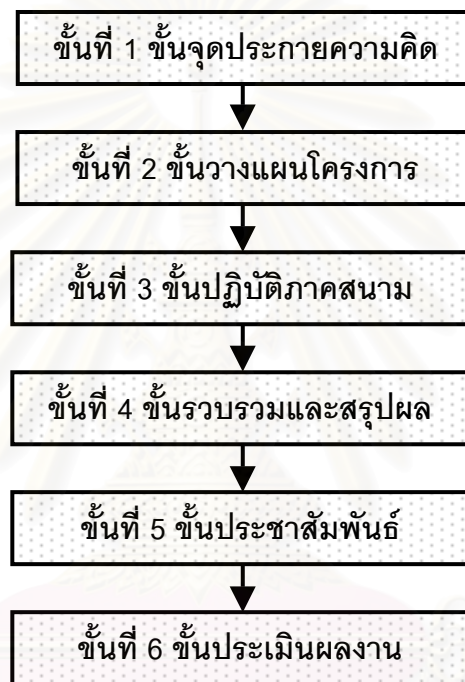 ขั้นที่ 1 ขั้นจุดประกายความคิด
ขั้นที่ 2 ขั้นวางแผนโครงการ
ขั้นที่ 3 ขั้นปฏิบัติภาคสนาม
ขั้นที่ 4 ขั้นรวบรวมและสรุปผล
ขั้นที่ 5 ขั้นประชาสัมพันธ์
ขั้นที่ 6 ขั้นประเมินผลงาน